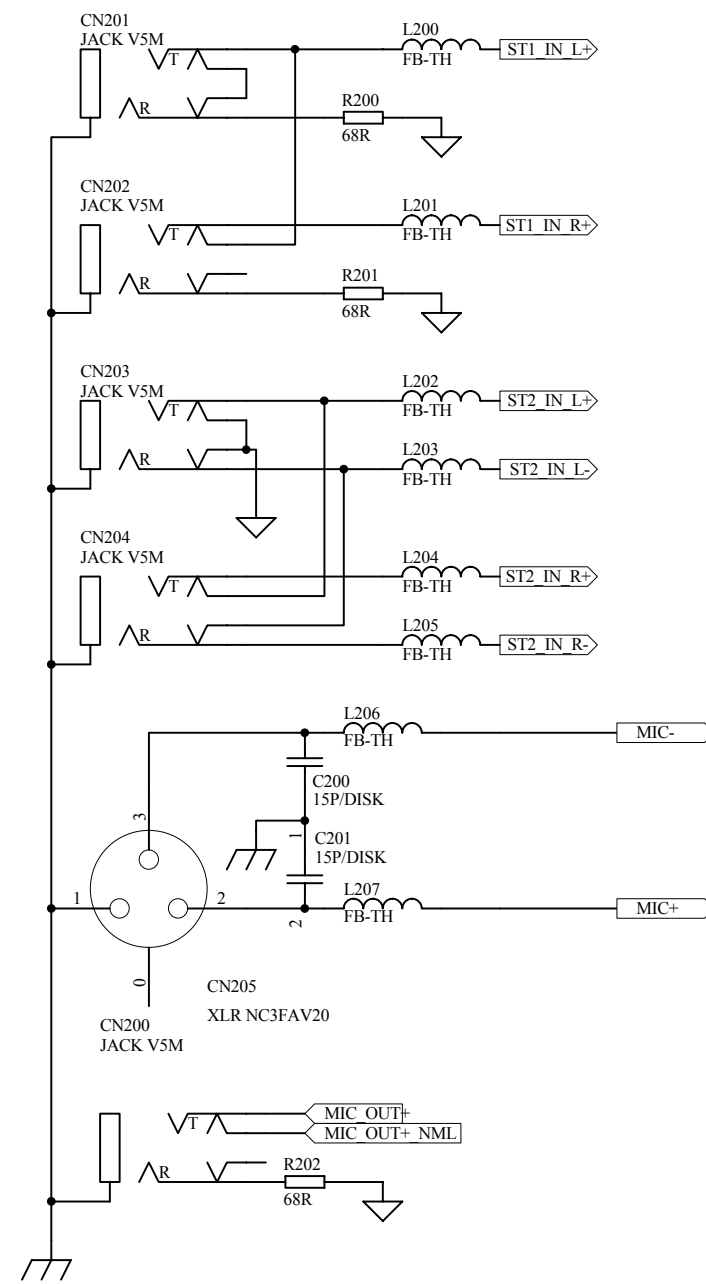 CN201
JACK V5M
T
R
L200
FB-TH
ST1_IN_L+
R200
68R
CN202
JACK V5M
T
R
L201
FB-TH
ST1_IN_R+
R201
68R
CN203
JACK V5M
T
R
L202
FB-TH
ST2_IN_L+
L203
FB-TH
ST2_IN_L-
CN204
JACK V5M
T
R
L204
FB-TH
ST2_IN_R+
L205
FB-TH
ST2_IN_R-
L206
FB-TH
MIC-
C200
15P/DISK
3
1
C201
15P/DISK
1
2
2
L207
FB-TH
MIC+
0
CN205
XLR NC3FAV20
CN200
JACK V5M
T
R
MIC_OUT+
MIC_OUT+_NML
R202
68R